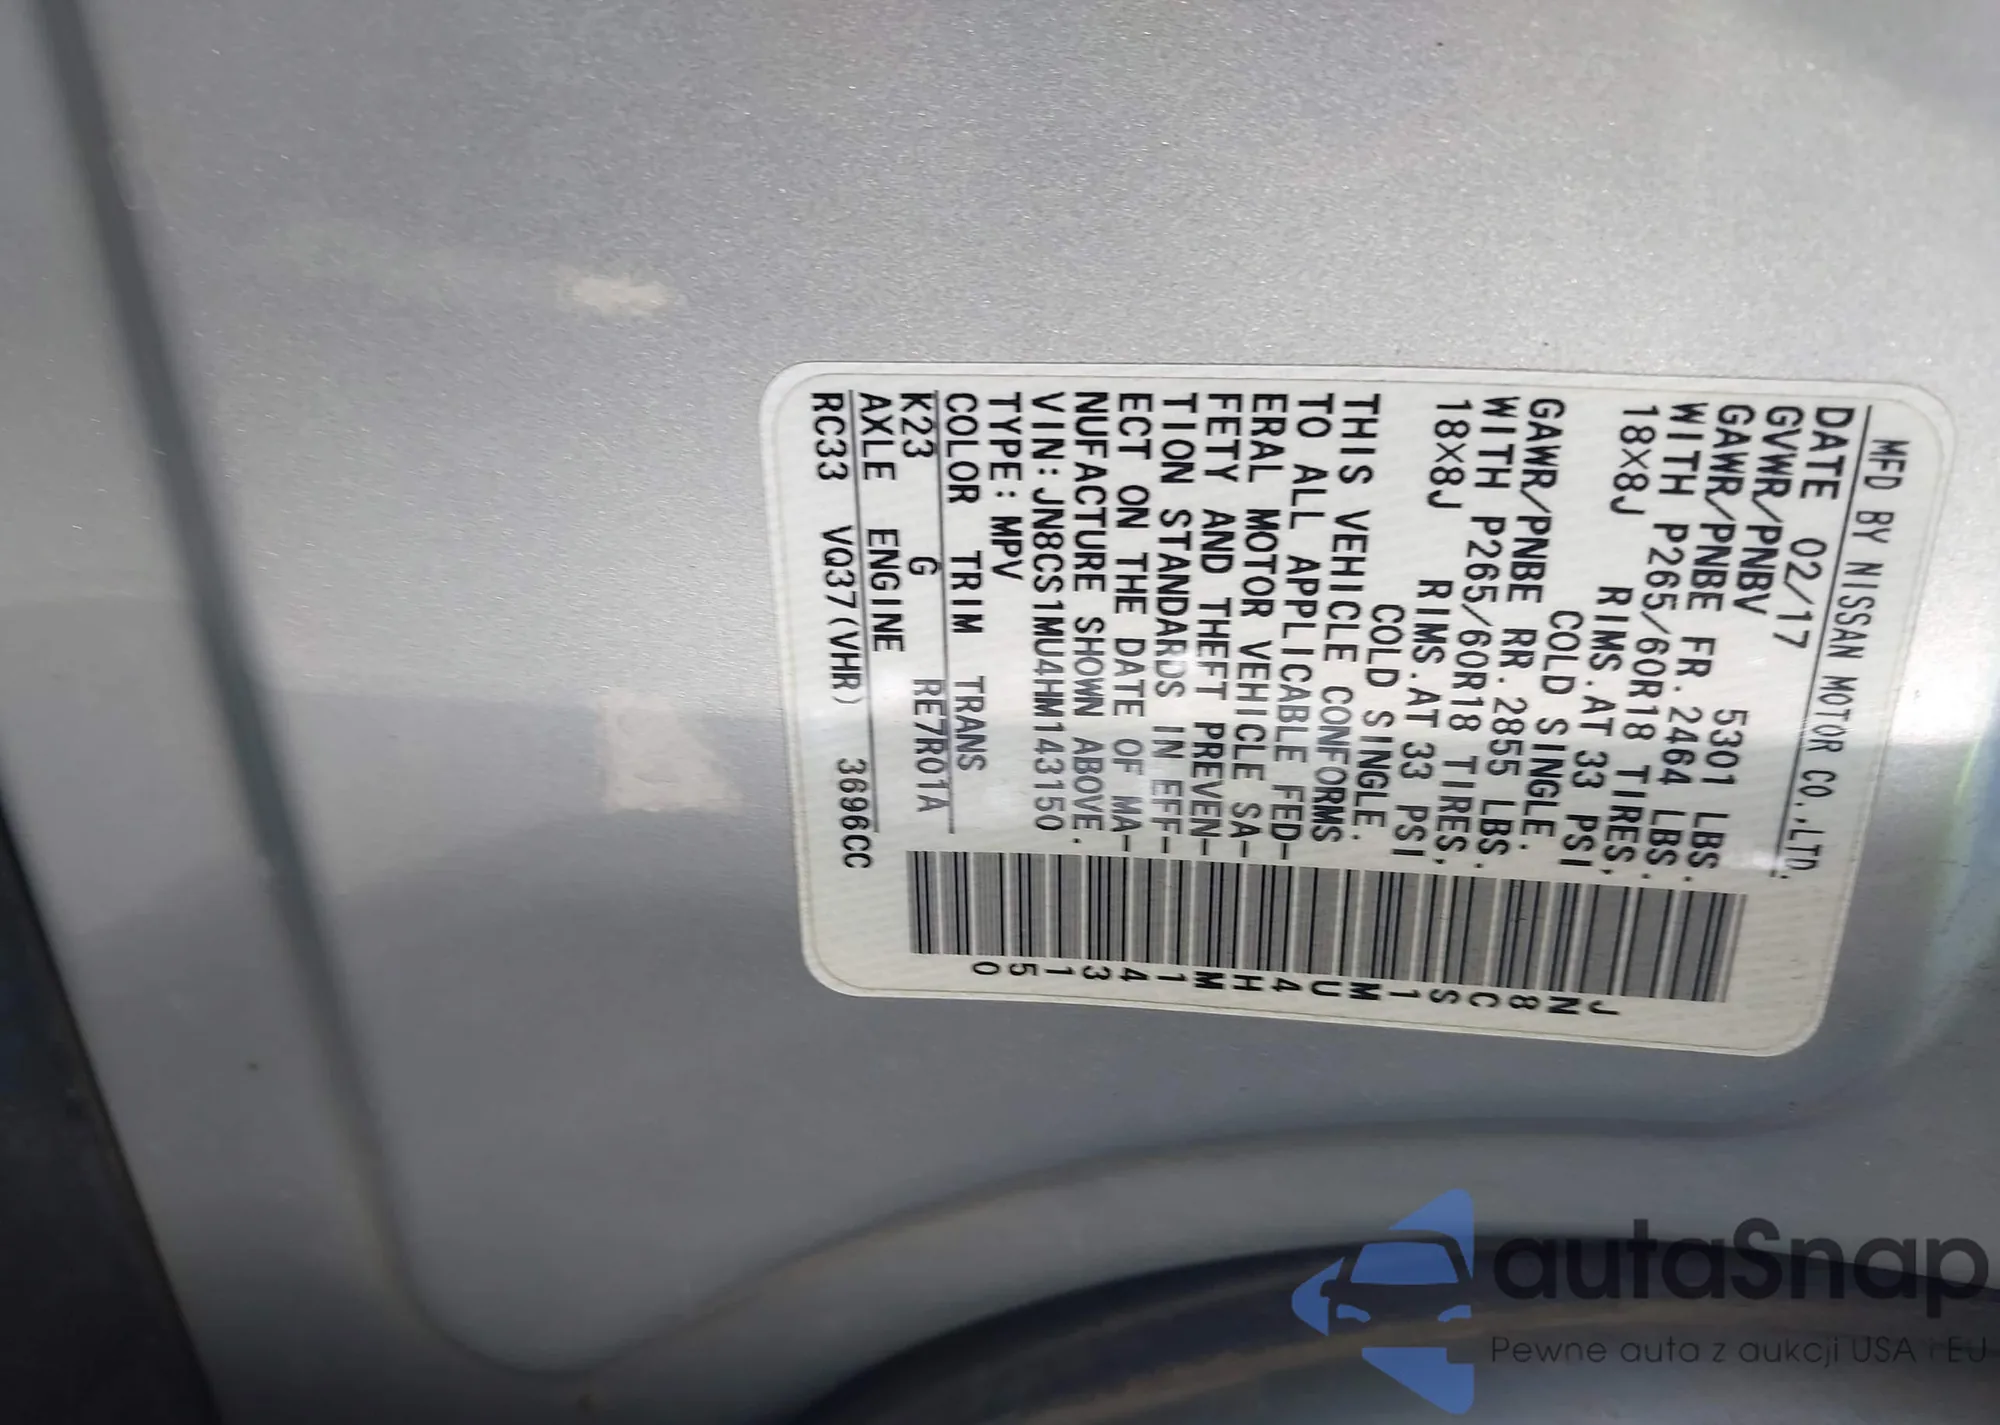 MFD BY NISSAN MOTOR CO.,LTD.
DATE 02/17
GVWR/PNBV 5301 LBS.
GAWR/PNBE FR.2464 LBS.
WITH P265/60R18 TIRES,
18X8J RIMS.AT 33 PSI,
COLD SINGLE.
GAWR/PNBE RR.2855 LBS.
WITH P265/60R18 TIRES,
18X8J RIMS.AT 33 PSI
COLD SINGLE.
THIS VEHICLE CONFORMS
TO ALL APPLICABLE FED-
ERAL MOTOR VEHICLE SA-
FETY AND THEFT PREVEN-
TION STANDARDS IN EFF-
ECT ON THE DATE OF MA-
NUFACTURE SHOWN ABOVE.
VIN:JN8CS1MU4HM143150
TYPE:MPV
COLOR TRIM TRANS
K23 G RE7R01A
AXLE ENGINE
RC33 VQ37(VHR) 3696CC
JN8CS1MU4HM143150
autaSnap
Pewne auta z aukcji USA i EU